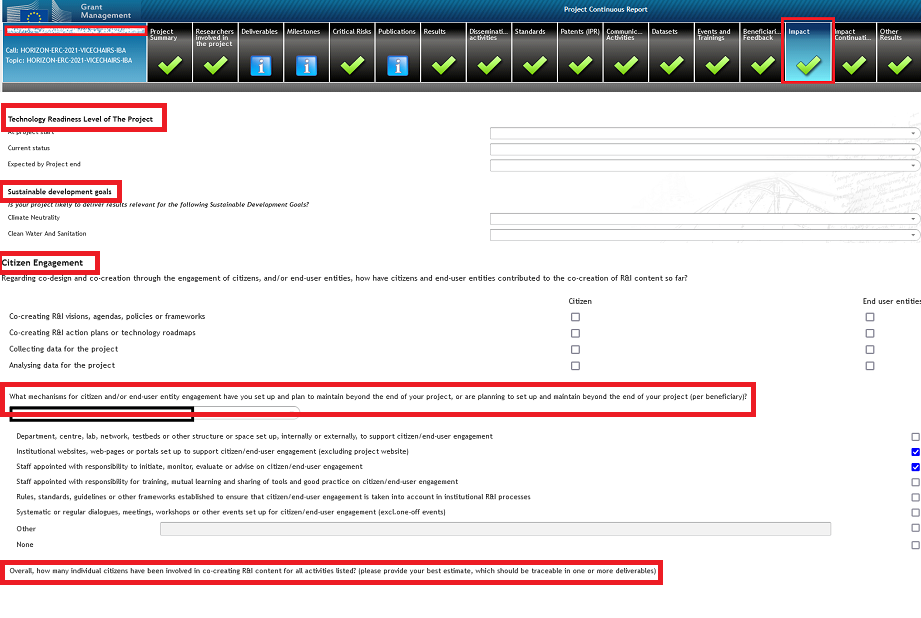 Grant
Management
Project Continuous Report
Call: HORIZON-ERC-2021-VICECHAIRS-IBA
Topic: HORIZON-ERC-2021-VICECHAIRS-IBA
Project
Summary
Researchers
involved in
the project
Deliverables
Milestones
Critical Risks
Publications
Results
Disseminati...
activities
Standards
Patents (IPR)
Communic...
Activities
Datasets
Events and
Trainings
Beneficiari...
Feedback
Impact
Impact
Continuati...
Other
Results
Technology Readiness Level of The Project
At project start
Current status
Expected by Project end
Sustainable development goals
Is your project likely to deliver results relevant for the following Sustainable Development Goals?
Climate Neutrality
Clean Water And Sanitation
Citizen Engagement
Regarding co-design and co-creation through the engagement of citizens, and/or end-user entities, how have citizens and end-user entities contributed to the co-creation of R&I content so far?
Citizen End user entities
Co-creating R&I visions, agendas, policies or frameworks
Co-creating R&I action plans or technology roadmaps
Collecting data for the project
Analysing data for the project
What mechanisms for citizen and/or end-user entity engagement have you set up and plan to maintain beyond the end of your project, or are planning to set up and maintain beyond the end of your project (per beneficiary)?
Department, centre, lab, network, testbeds or other structure or space set up, internally or externally, to support citizen/end-user engagement
Institutional websites, web-pages or portals set up to support citizen/end-user engagement (excluding project website)
Staff appointed with responsibility to initiate, monitor, evaluate or advise on citizen/end-user engagement
Staff appointed with responsibility for training, mutual learning and sharing of tools and good practice on citizen/end-user engagement
Rules, standards, guidelines or other frameworks established to ensure that citizen/end-user engagement is taken into account in institutional R&I processes
Systematic or regular dialogues, meetings, workshops or other events set up for citizen/end-user engagement (excl.one-off events)
Other
None
Overall, how many individual citizens have been involved in co-creating R&I content for all activities listed? (please provide your best estimate, which should be traceable in one or more deliverables)